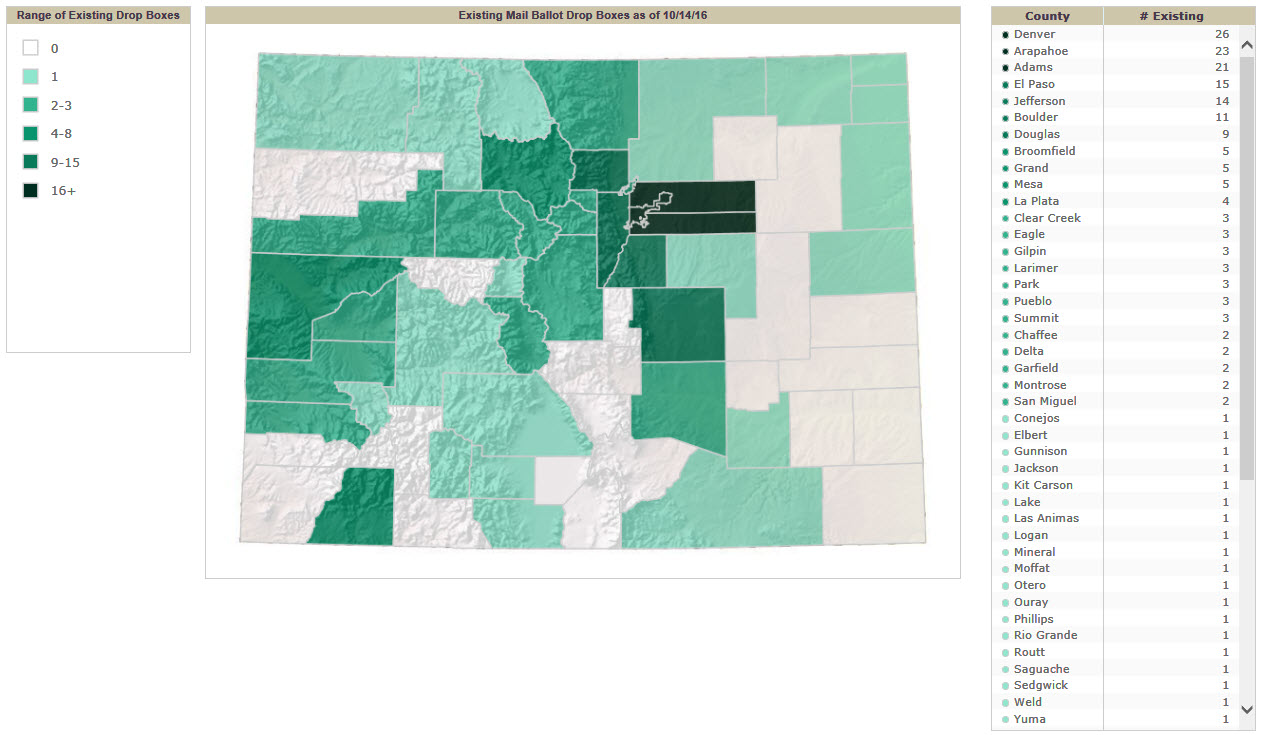 Range of Existing Drop Boxes
0
1
2-3
4-8
9-15
16+
Existing Mail Ballot Drop Boxes as of 10/14/16
County # Existing
Denver 26
Arapahoe 23
Adams 21
El Paso 15
Jefferson 14
Boulder 11
Douglas 9
Broomfield 5
Grand 5
Mesa 5
La Plata 4
Clear Creek 3
Eagle 3
Gilpin 3
Larimer 3
Park 3
Pueblo 3
Summit 3
Chaffee 2
Delta 2
Garfield 2
Montrose 2
San Miguel 2
Conejos 1
Elbert 1
Gunnison 1
Jackson 1
Kit Carson 1
Lake 1
Las Animas 1
Logan 1
Mineral 1
Moffat 1
Otero 1
Ouray 1
Phillips 1
Rio Grande 1
Routt 1
Saguache 1
Sedgwick 1
Weld 1
Yuma 1